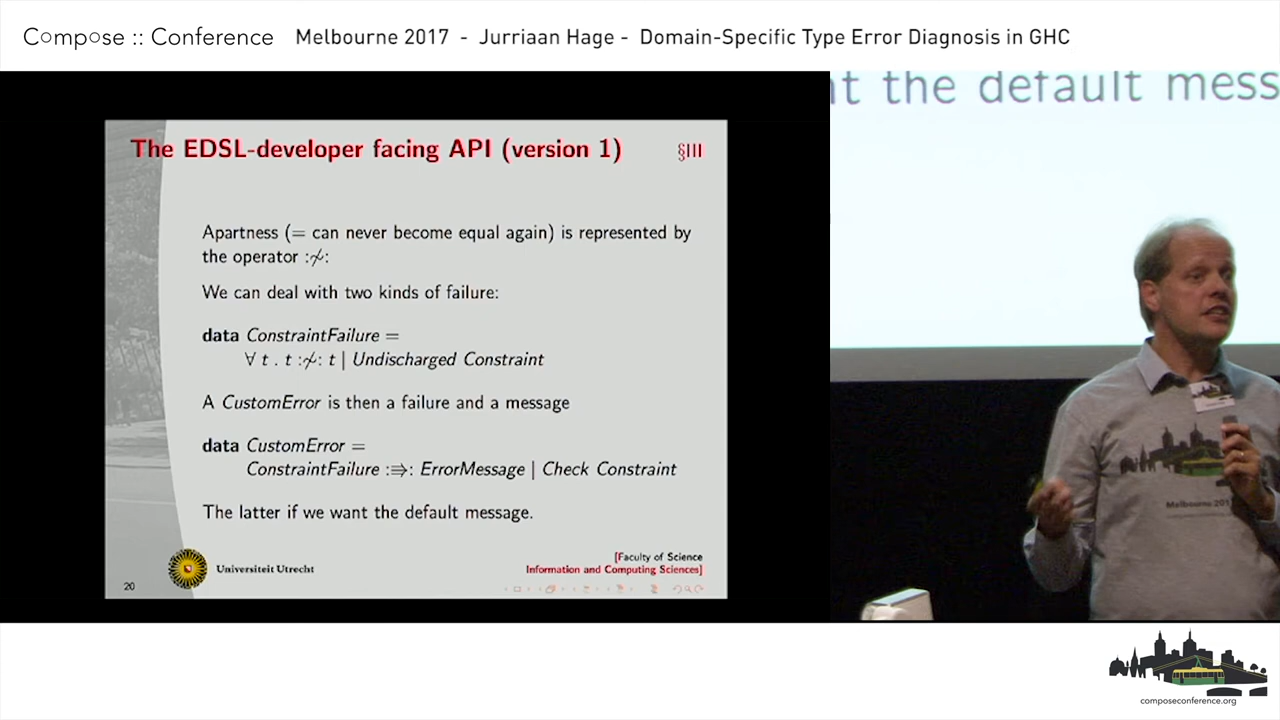 Compose :: Conference Melbourne 2017 - Jurriaan Hage - Domain-Specific Type Error Diagnosis in GHC
The EDSL-developer facing API (version 1) §III
Apartness (= can never become equal again) is represented by
the operator :≁:
We can deal with two kinds of failure:
data ConstraintFailure =
∀ t . t :≁: t | Undischarged Constraint
A CustomError is then a failure and a message
data CustomError =
ConstraintFailure :⇛: ErrorMessage | Check Constraint
The latter if we want the default message.
Universiteit Utrecht
[Faculty of Science
Information and Computing Sciences]
20
nt the default mess
Melbourne 2017
composeconference.org